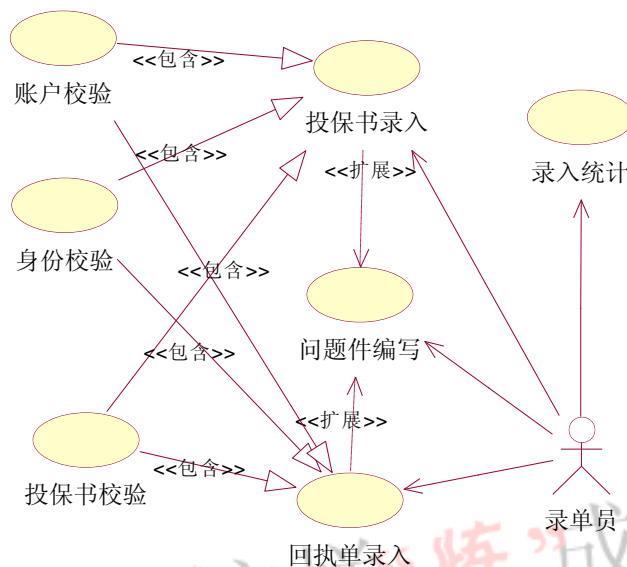 <<包含>>
账户校验
投保书录入
<<包含>>
<<扩展>>
录入统计
身份校验
<<包含>>
问题件编写
<<包含>>
<<扩展>>
<<包含>>
投保书校验
录单员
回执单录入
炼”成